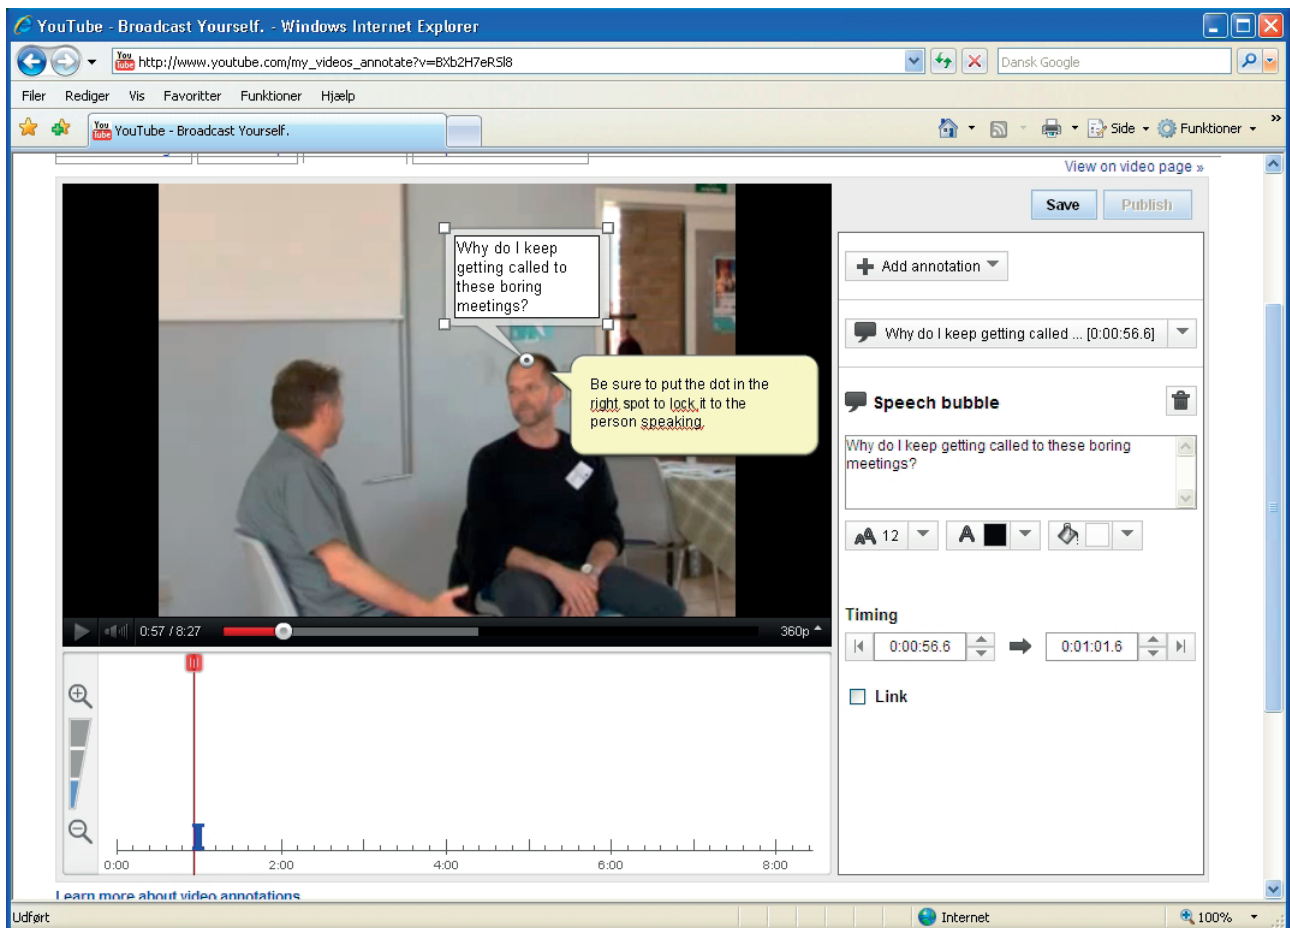 YouTube - Broadcast Yourself. - Windows Internet Explorer
http://www.youtube.com/my_videos_annotate?v=BXb2H7eR5l8
Dansk Google
Filer Rediger Vis Favoritter Funktioner Hjælp
YouTube - Broadcast Yourself.
Side Funktioner
View on video page »
Save Publish
Why do I keep
getting called to
these boring
meetings?
Be sure to put the dot in the
right spot to lock it to the
person speaking.
0:57 / 8:27
360p
0:00 2:00 4:00 6:00 8:00
Add annotation
Why do I keep getting called ... [0:00:56.6]
Speech bubble
Why do I keep getting called to these boring
meetings?
12
Timing
0:00:56.6 0:01:01.6
Link
Learn more about video annotations
Udført Internet 100%